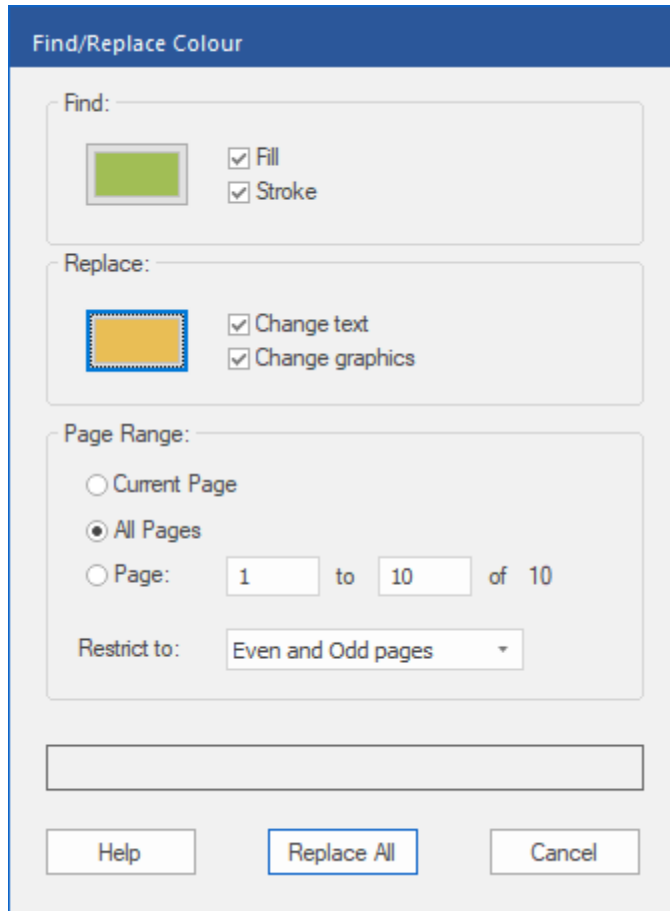 Find/Replace Colour
Find:
Fill
Stroke
Replace:
Change text
Change graphics
Page Range:
Current Page
All Pages
Page: 1 to 10 of 10
Restrict to: Even and Odd pages
Help Replace All Cancel